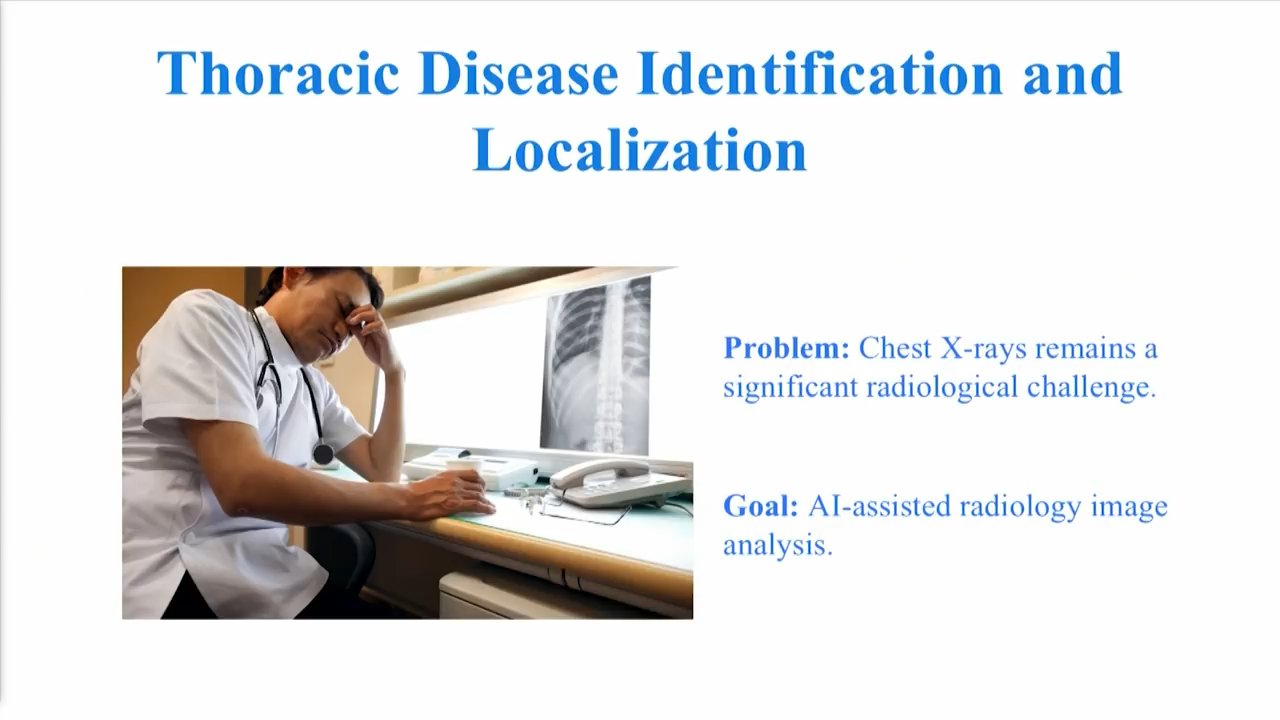 Thoracic Disease Identification and
Localization
Problem: Chest X-rays remains a
significant radiological challenge.
Goal: AI-assisted radiology image
analysis.